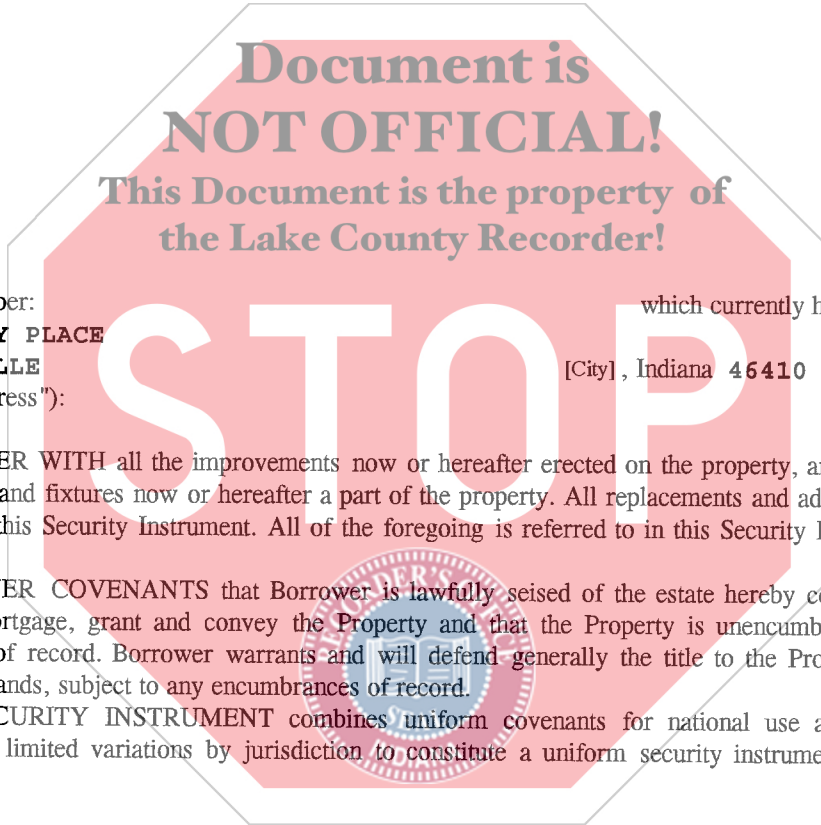 Document is
NOT OFFICIAL!
This Document is the property of
the Lake County Recorder!
which currently
PLACE
[City], Indiana 46410
ress"):
STOP
ER WITH all the improvements now or hereafter erected on the property,
and fixtures now or hereafter a part of the property. All replacements and ad
this Security Instrument. All of the foregoing is referred to in this Security
ER COVENANTS that Borrower is lawfully seised of the estate hereby
rtgage, grant and convey the Property and that the Property is unencumb
of record. Borrower warrants and will defend generally the title to the Pro
ands, subject to any encumbrances of record.
CURITY INSTRUMENT combines uniform covenants for national use
limited variations by jurisdiction to constitute a uniform security instrume
RECORDER'S
SEAL
INDIANA